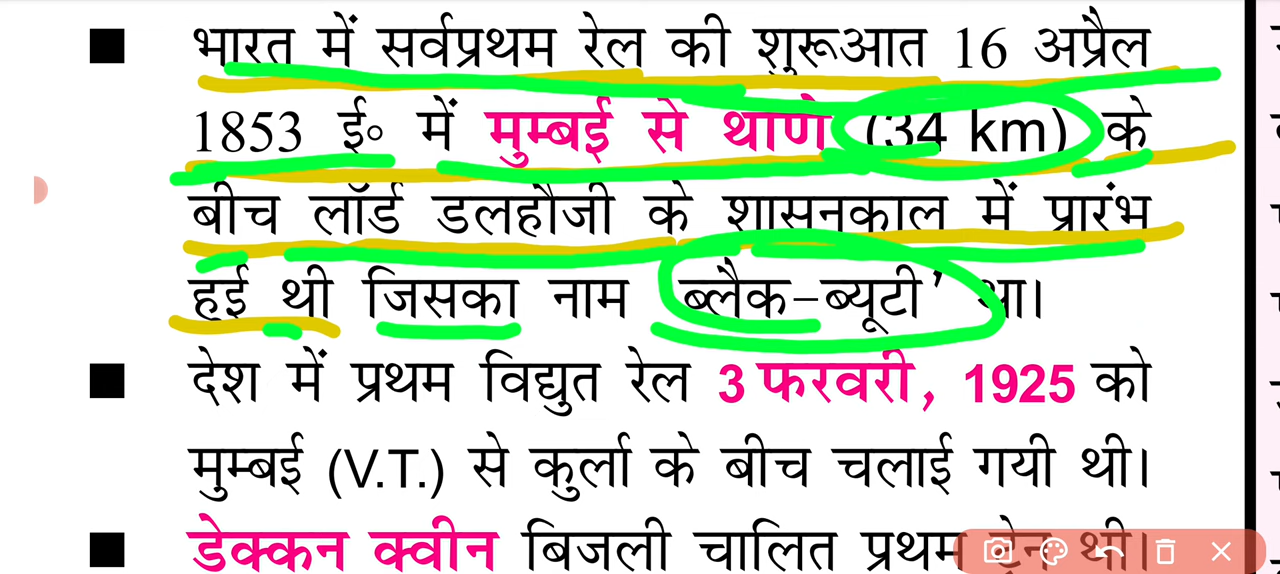 ■ भारत में सर्वप्रथम रेल की शुरूआत 16 अप्रैल
1853 ई० में मुम्बई से थाणे (34 km) के
बीच लॉर्ड डलहौजी के शासनकाल में प्रारंभ
हुई थी जिसका नाम ब्लैक-ब्यूटी’ था।
■ देश में प्रथम विद्युत रेल 3 फरवरी, 1925 को
मुम्बई (V.T.) से कुर्ला के बीच चलाई गयी थी।
■ डेक्कन क्वीन बिजली चालित प्रथम ट्रेन थी।